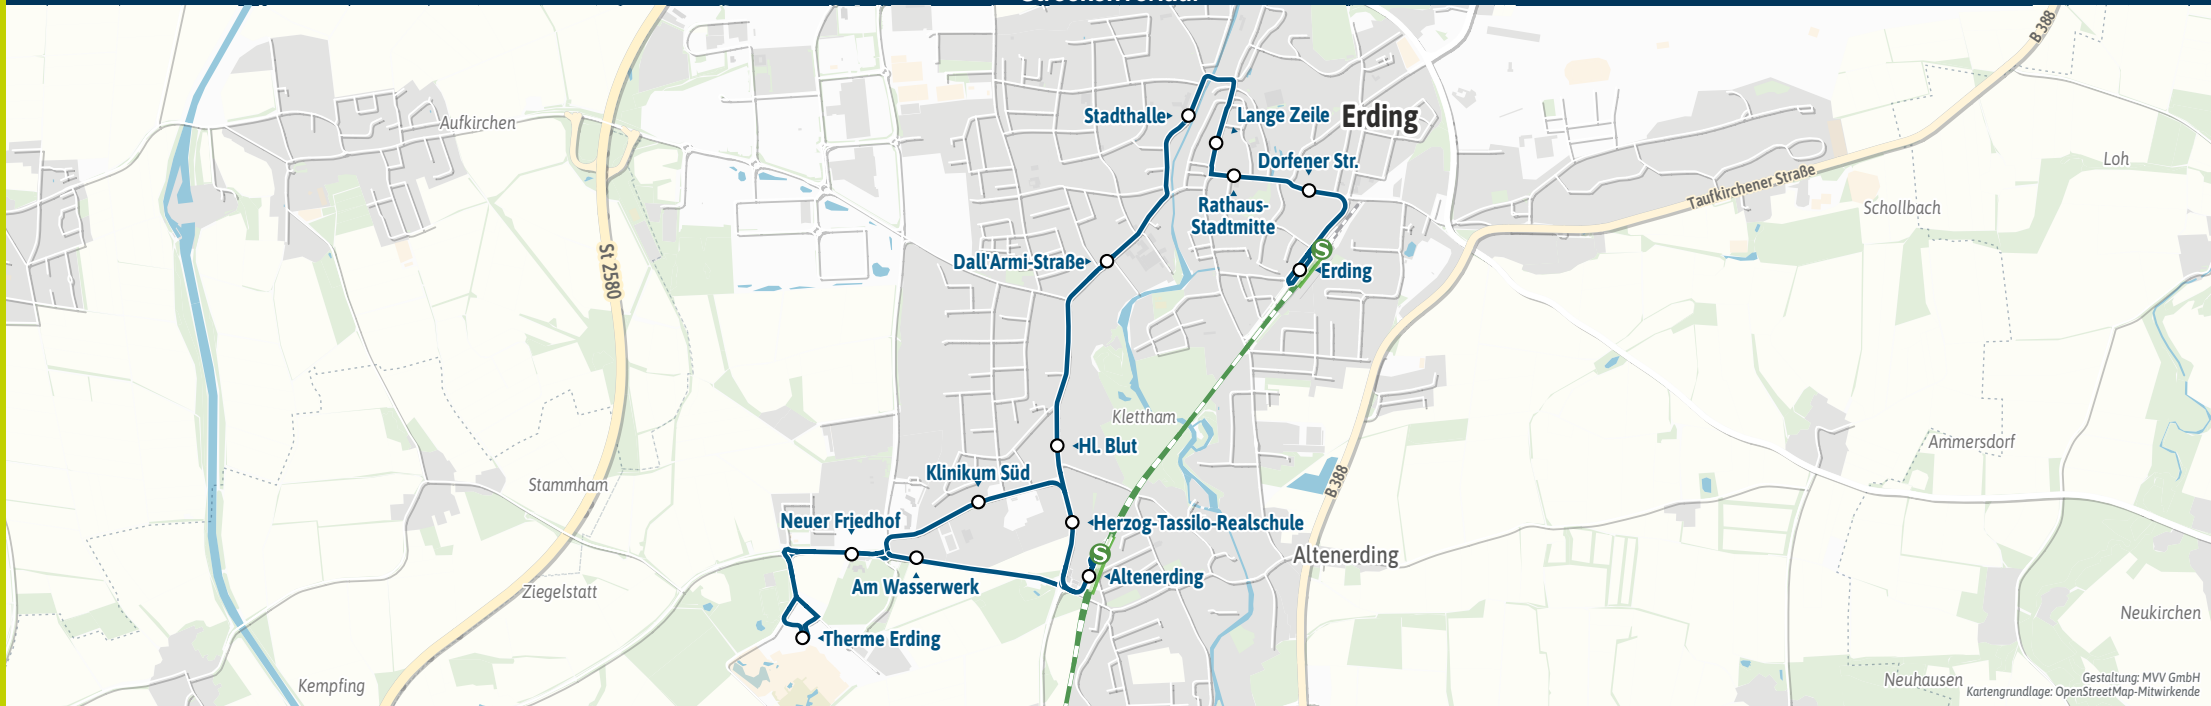 B 388
Aufkirchen
Stadthalle
Lange Zeile
Erding
Dorfener Str.
Loh
Taufkirchener Straße
Schollbach
Rathaus-
Stadtmitte
St 2580
S
Dall'Armi-Straße
Erding
Klettham
Hl. Blut
Ammersdorf
Klinikum Süd
Stammham
B 388
Neuer Friedhof
Herzog-Tassilo-Realschule
S
Altenerding
Altenerding
Am Wasserwerk
Ziegelstatt
Neukirchen
Therme Erding
Kempfing
Neuhausen
Gestaltung: MVV GmbH
Kartengrundlage: OpenStreetMap-Mitwirkende